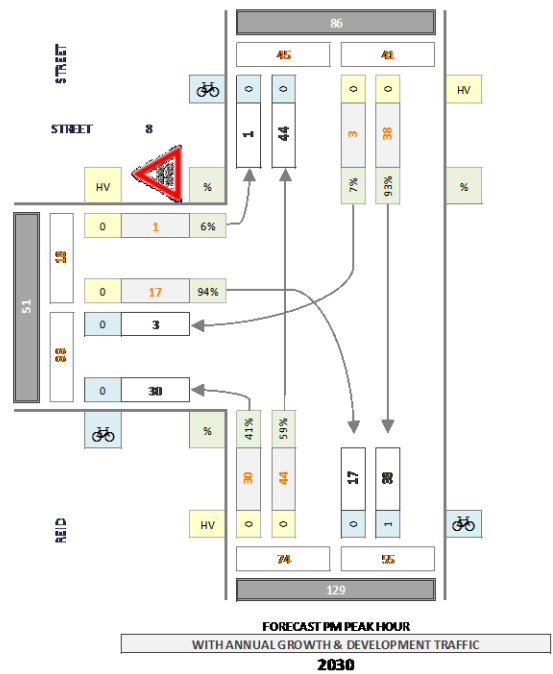 86
45 41
STREET
0 0 0 0 HV
STREET 8
1 44 3 38
HV % 7% 93% %
0 1 6%
18
0 17 94%
51
0 3
33
0 30
% 41% 59%
30 44 17 38
REID
HV 0 0 0 1
74 55
129
FORECAST PM PEAK HOUR
WITH ANNUAL GROWTH & DEVELOPMENT TRAFFIC
2030